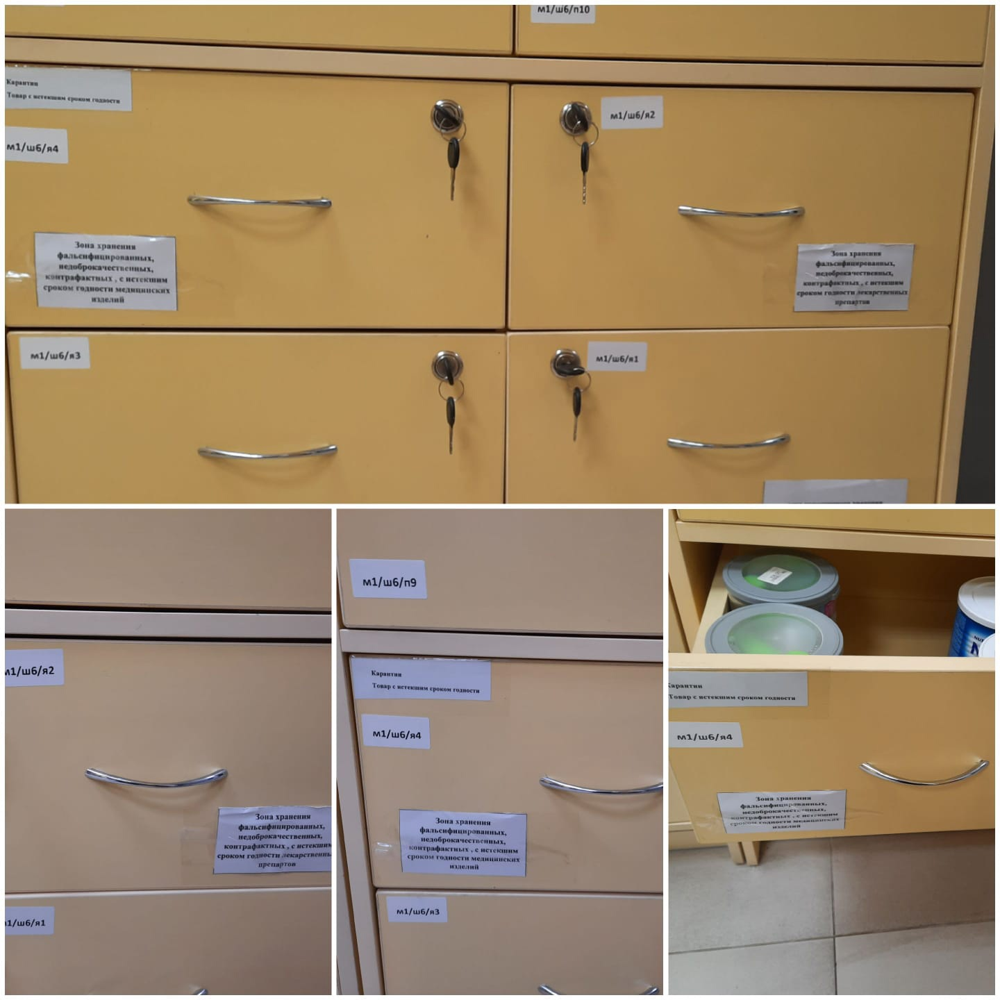 м1/ш6/п10
Карантин
Товар с истекшим сроком годности
м1/ш6/я4
м1/ш6/я2
Зона хранения
фальсифицированных,
недоброкачественных,
контрафактных , с истекшим
сроком годности медицинских
изделий
Зона хранения
фальсифицированных,
недоброкачественных,
контрафактных , с истекшим
сроком годности лекарственных
препартов
м1/ш6/я3
м1/ш6/я1
м1/ш6/я2
Зона хранения
фальсифицированных,
недоброкачественных,
контрафактных , с истекшим
сроком годности лекарственны
препартов
1/ш6/я1
м1/ш6/п9
Карантин
Товар с истекшим сроком годности
м1/ш6/я4
Зона хранения
фальсифицированных,
недоброкачественных,
контрафактных , с истекшим
сроком годности медицинских
изделий
м1/ш6/я3
NUT
Карантин
Товар с истекшим сроком годности
м1/ш6/я4
Зона хранения
фальсифицированных,
недоброкачественных,
контрафактных , с истекшим
сроком годности медицинских
изделий